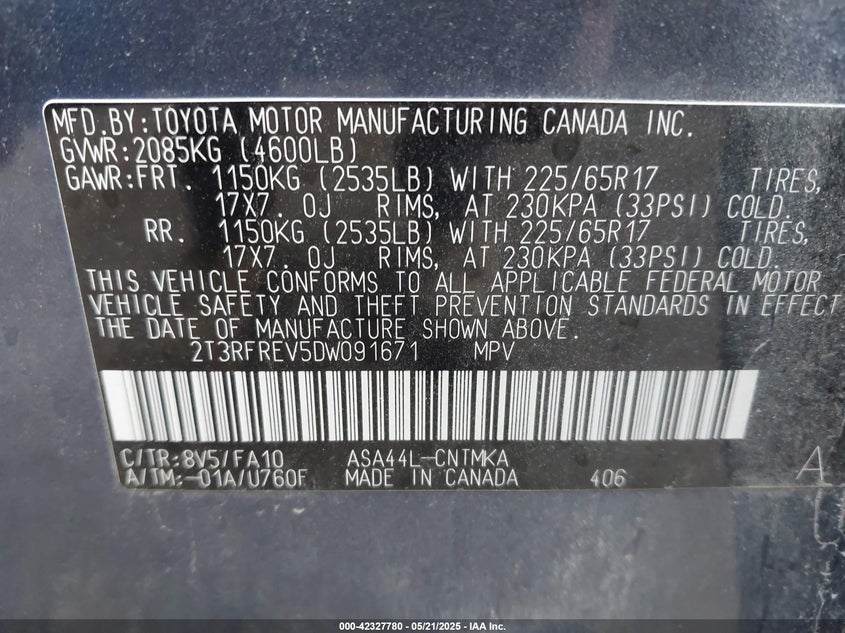 MFD.BY:TOYOTA MOTOR MANUFACTURING CANADA INC.
GVWR:2085KG (4600LB)
GAWR:FRT. 1150KG (2535LB) WITH 225/65R17 TIRES,
17X7.0J RIMS, AT 230KPA (33PSI) COLD.
RR. 1150KG (2535LB) WITH 225/65R17 TIRES,
17X7.0J RIMS, AT 230KPA (33PSI) COLD.
THIS VEHICLE CONFORMS TO ALL APPLICABLE FEDERAL MOTOR
VEHICLE SAFETY AND THEFT PREVENTION STANDARDS IN EFFECT
THE DATE OF MANUFACTURE SHOWN ABOVE.
2T3RFREV5DW091671 MPV
C/TR:8V5/FA10 ASA44L-CNTMKA
A/TM:-01A/U760F MADE IN CANADA 406
A
000-42327780 - 05/21/2025 - IAA Inc.